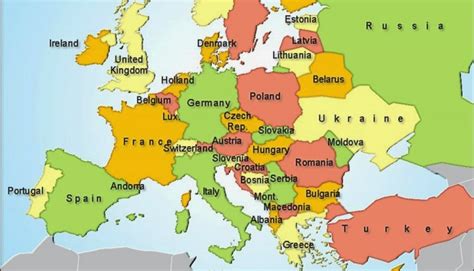 Estonia
Russia
Latvia
Denmark
Ireland
United
Kingdom
Lithuania
Belarus
Holland
Belgium
Germany
Poland
Lux
Czech
Rep.
Ukraine
Slovakia
France
Switzerland
Austria
Hungary
Moldova
Slovenia
Romania
Croatia
Bosnia
Serbia
Andorra
Portugal
Spain
Italy
Mont.
Bulgaria
Macedonia
Albania
Turkey
Greece